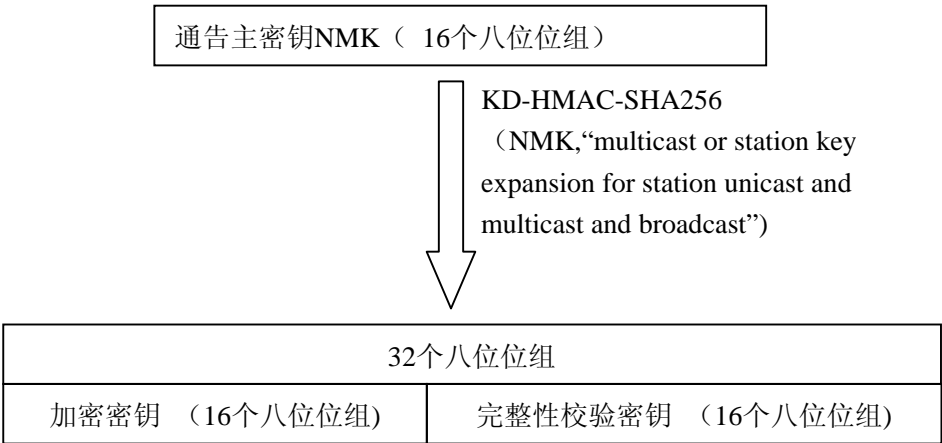 通告主密钥NMK（ 16个八位位组）
KD-HMAC-SHA256
（NMK,“multicast or station key
expansion for station unicast and
multicast and broadcast”)
32个八位位组
加密密钥 （16个八位位组)
完整性校验密钥 （16个八位位组)